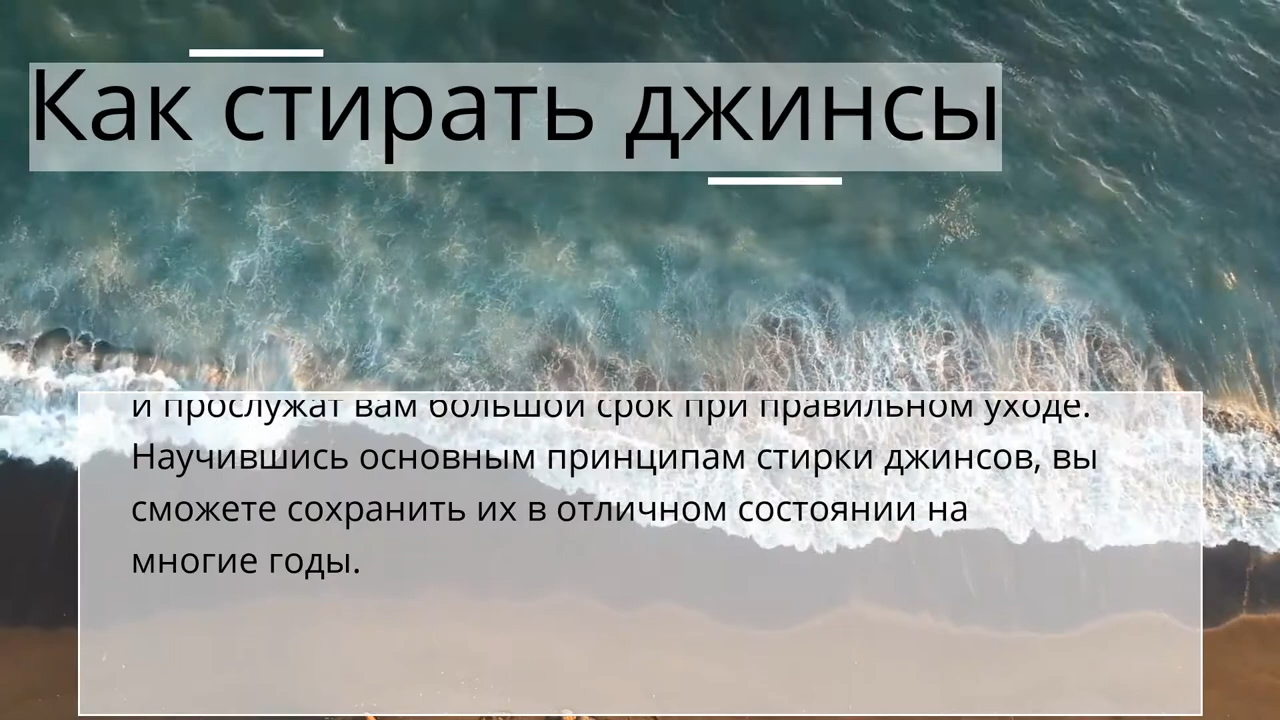 Как стирать джинсы
и прослужат вам большой срок при правильном уходе.
Научившись основным принципам стирки джинсов, вы
сможете сохранить их в отличном состоянии на
многие годы.